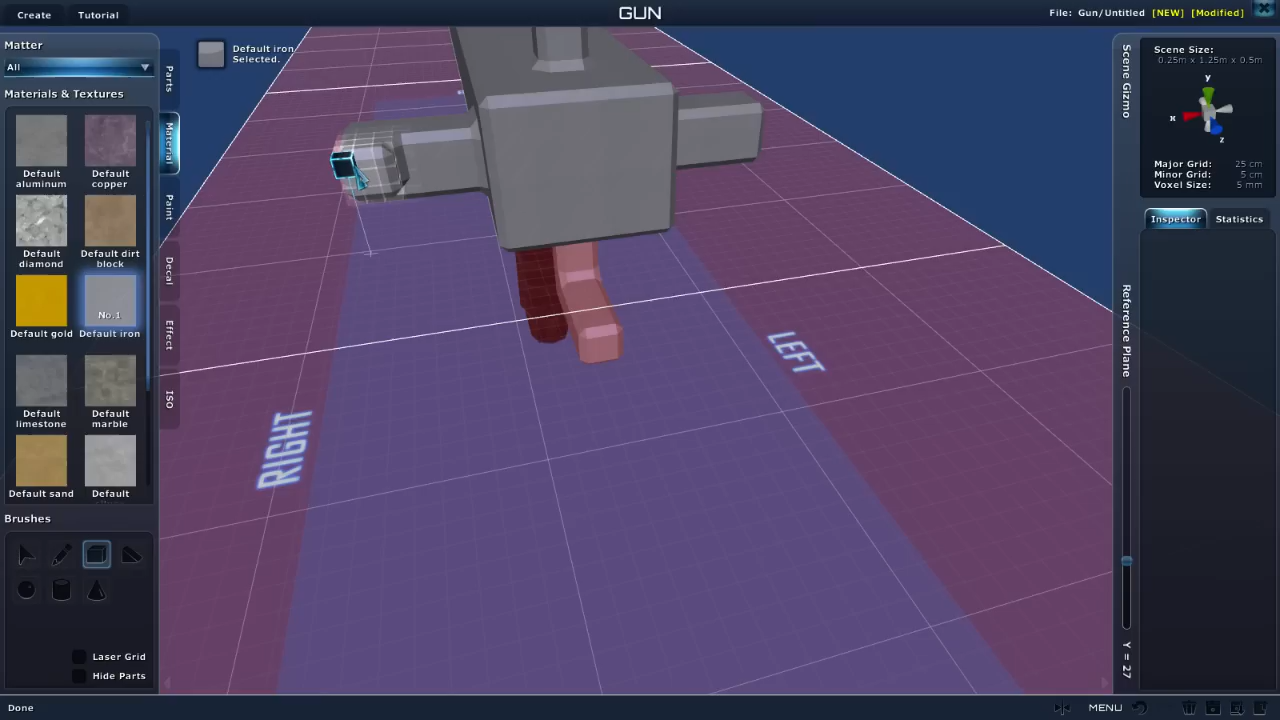 Create
Tutorial
GUN
File: Gun/Untitled [NEW] [Modified]
Matter
All
Materials & Textures
Default aluminum
Default copper
Default diamond
Default dirt block
Default gold
No.1
Default iron
Default limestone
Default marble
Default sand
Default
Brushes
Laser Grid
Hide Parts
Done
Parts
Material
Paint
Decal
Effect
ISO
Default iron
Selected.
RIGHT
LEFT
Scene Gizmo
Reference Plane
Y = 27
Scene Size:
0.25m x 1.25m x 0.5m
y
x
z
Major Grid: 25 cm
Minor Grid: 5 cm
Voxel Size: 5 mm
Inspector
Statistics
MENU